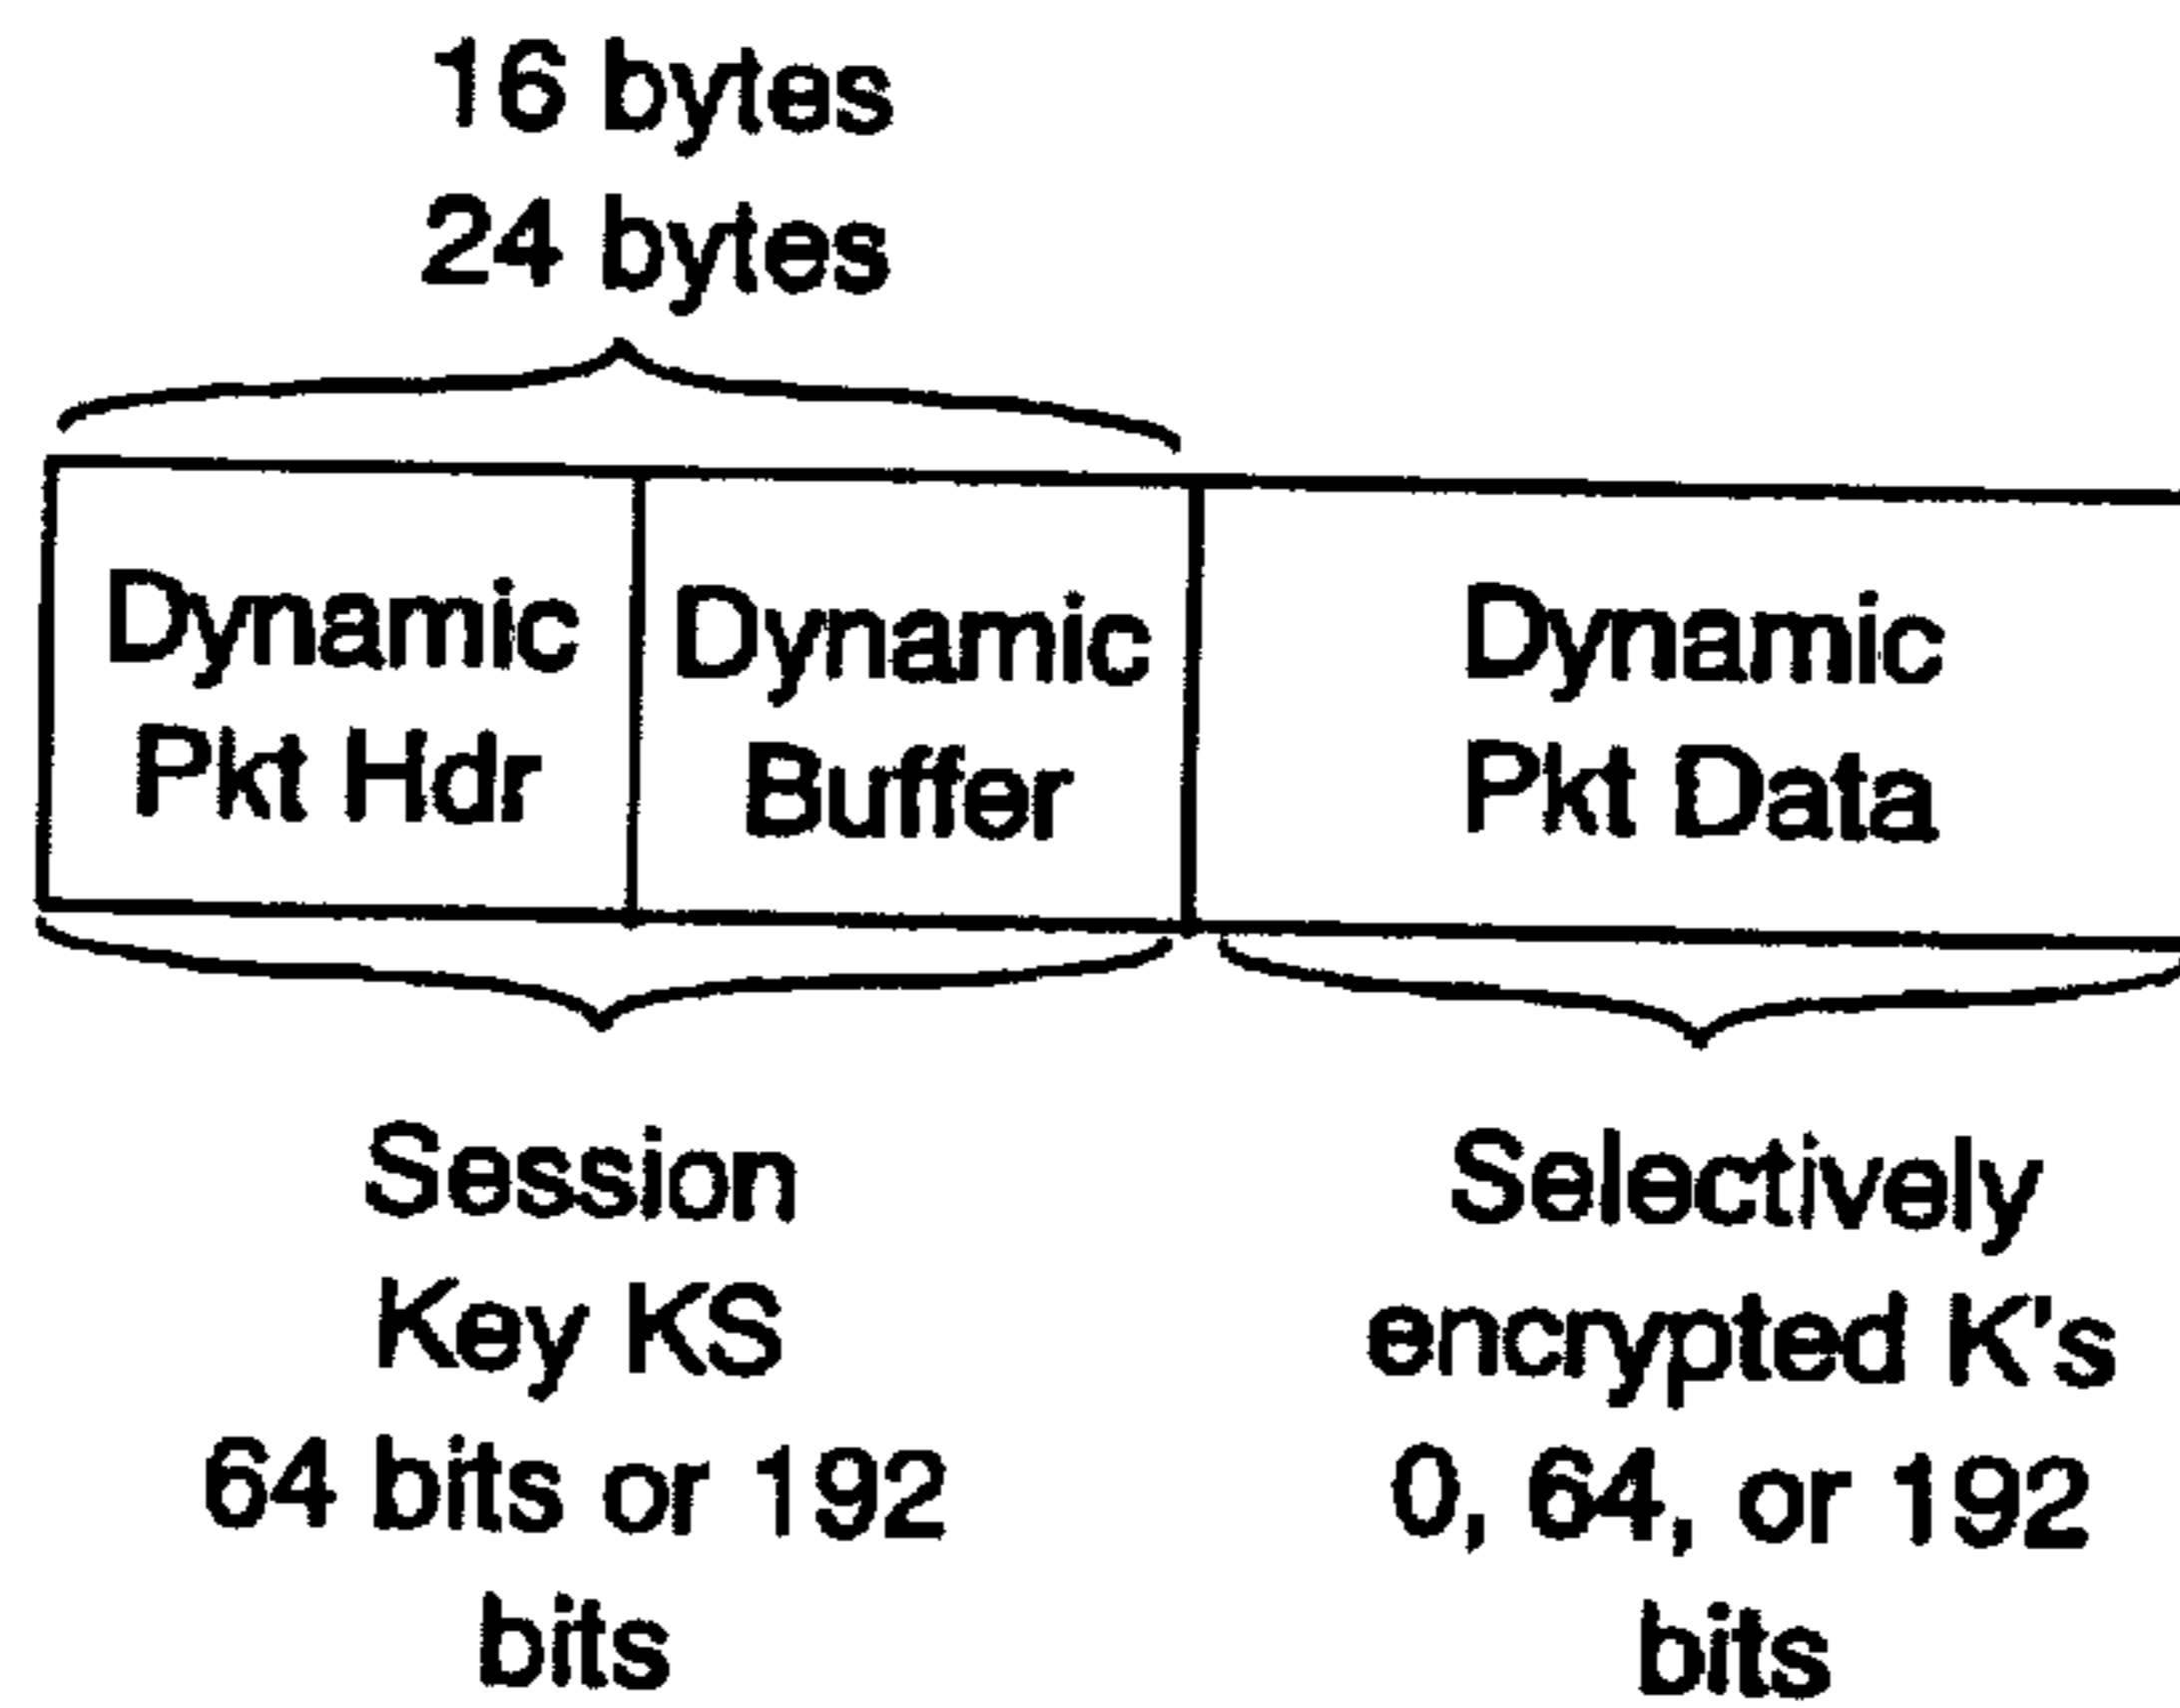 16 bytes
24 bytes
Dynamic
Pkt Hdr
Dynamic
Buffer
Dynamic
Pkt Data
Session
Key KS
64 bits or 192
bits
Selectively
encrypted K's
0, 64, or 192
bits